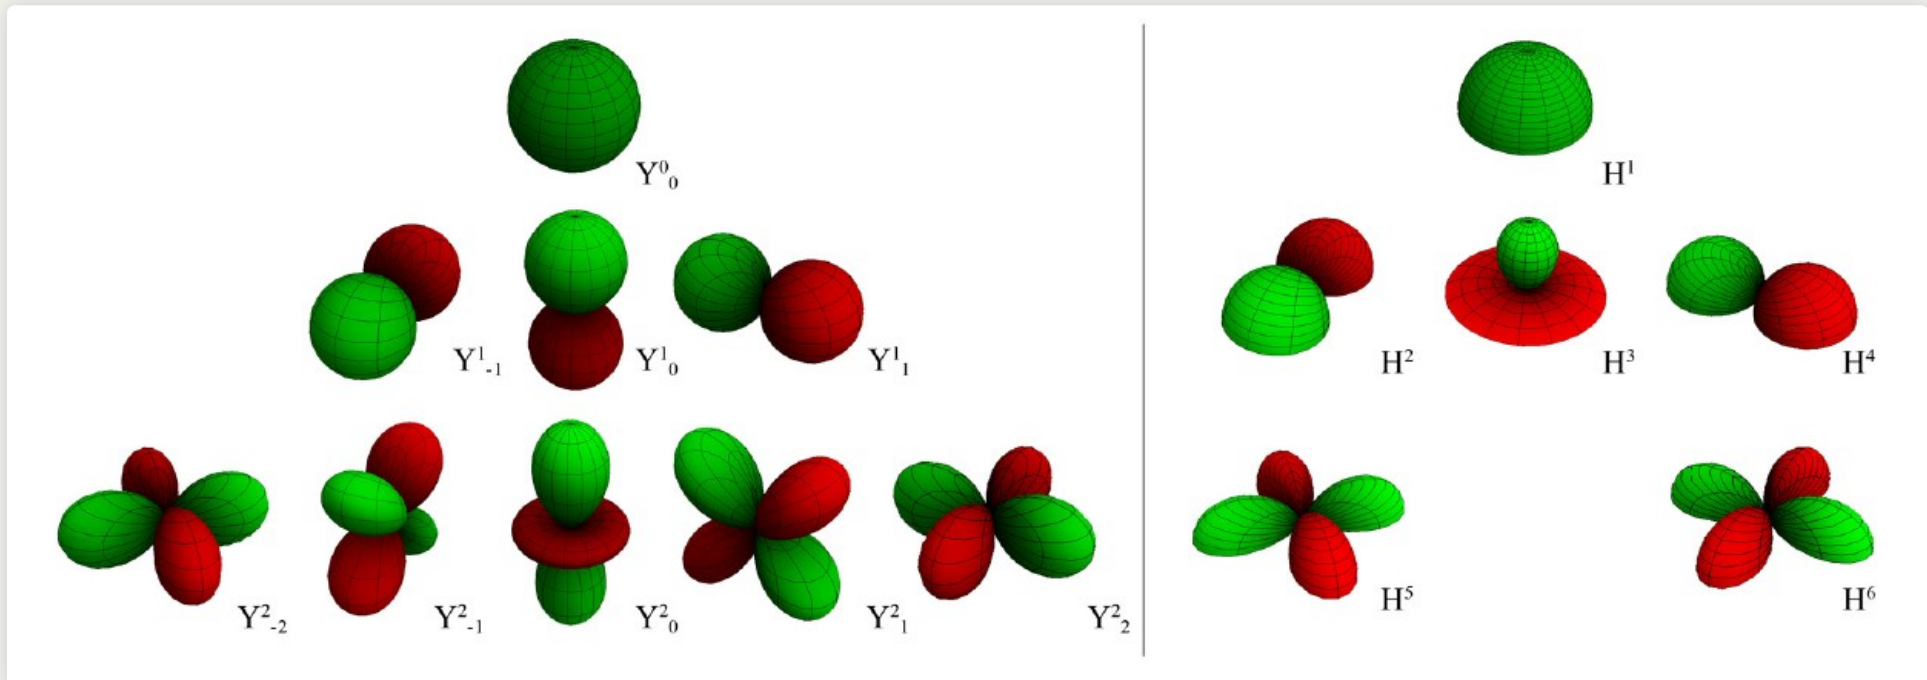 Y⁰₀
H¹
Y¹₋₁ Y¹₀ Y¹₁
H² H³ H⁴
Y²₋₂ Y²₋₁ Y²₀ Y²₁ Y²₂
H⁵ H⁶